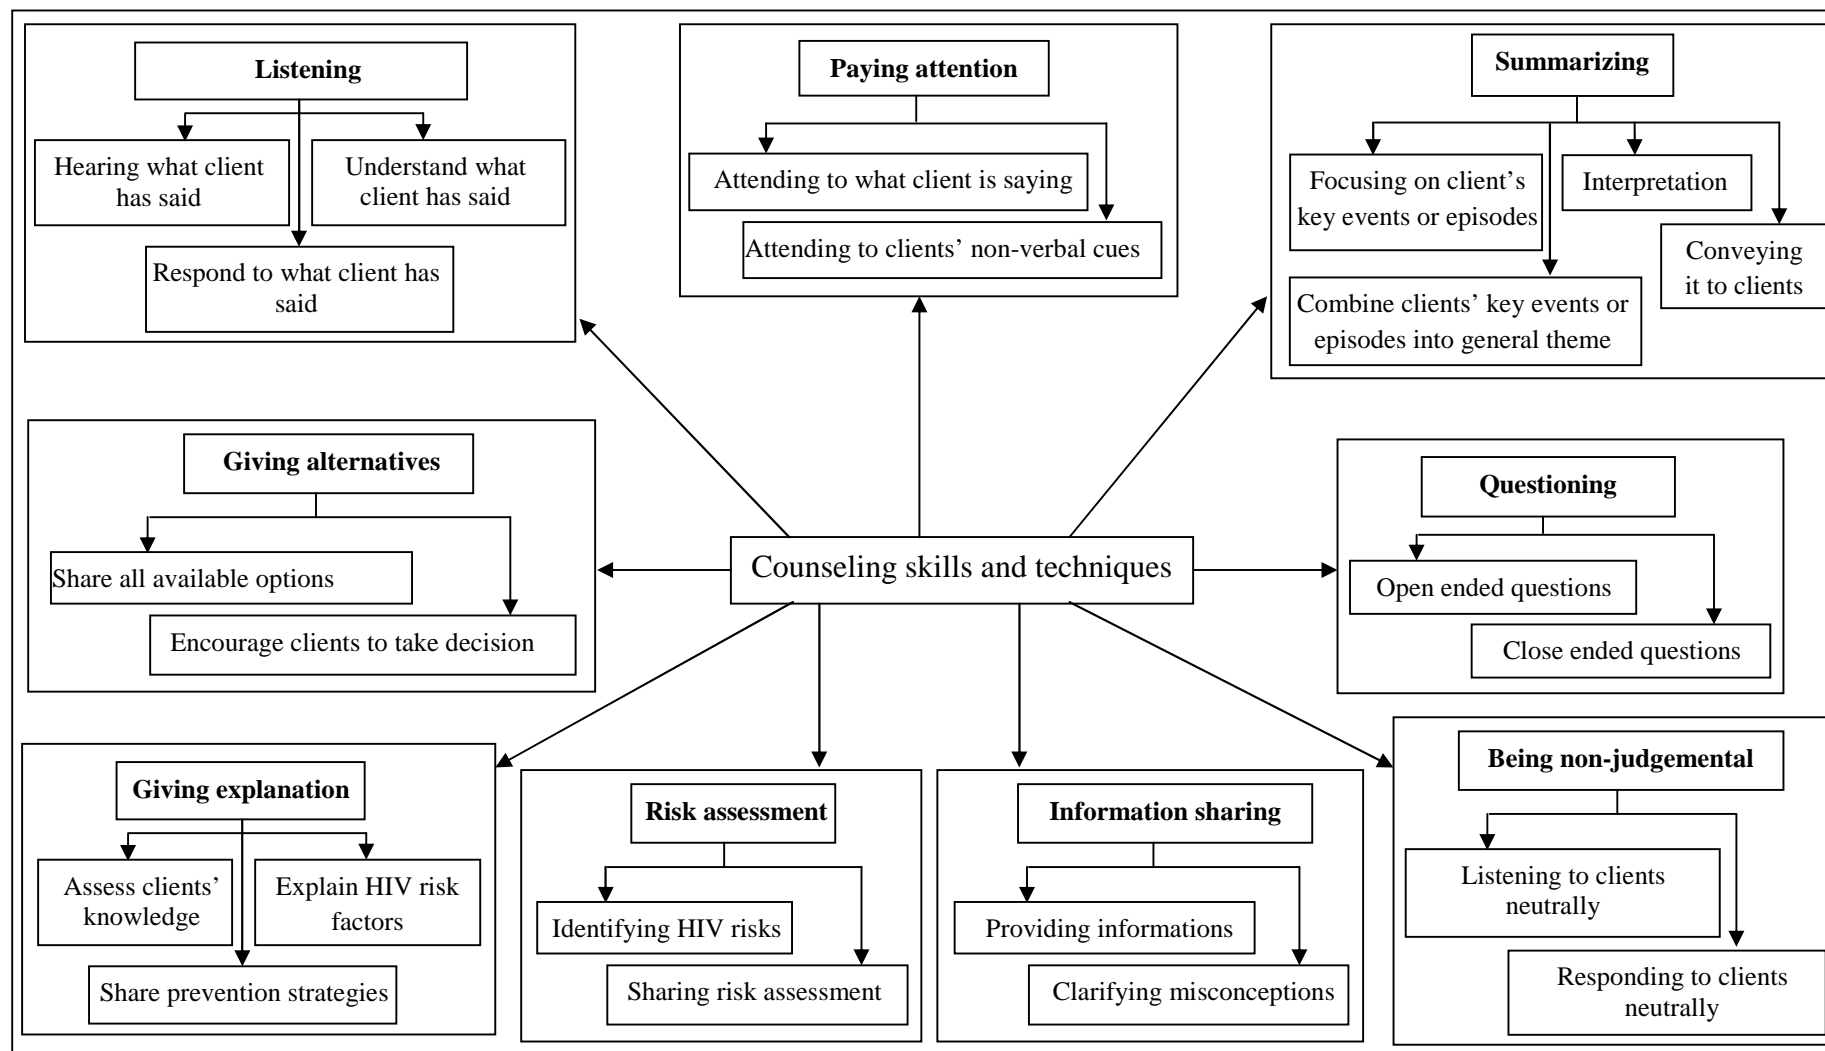 Listening
Hearing what client
has said
Understand what
client has said
Respond to what client has
said
Paying attention
Attending to what client is saying
Attending to clients’ non-verbal cues
Summarizing
Focusing on client’s
key events or episodes
Interpretation
Conveying
it to clients
Combine clients’ key events or
episodes into general theme
Giving alternatives
Share all available options
Encourage clients to take decision
Counseling skills and techniques
Questioning
Open ended questions
Close ended questions
Giving explanation
Assess clients’
knowledge
Explain HIV risk
factors
Share prevention strategies
Risk assessment
Identifying HIV risks
Sharing risk assessment
Information sharing
Providing informations
Clarifying misconceptions
Being non-judgemental
Listening to clients
neutrally
Responding to clients
neutrally